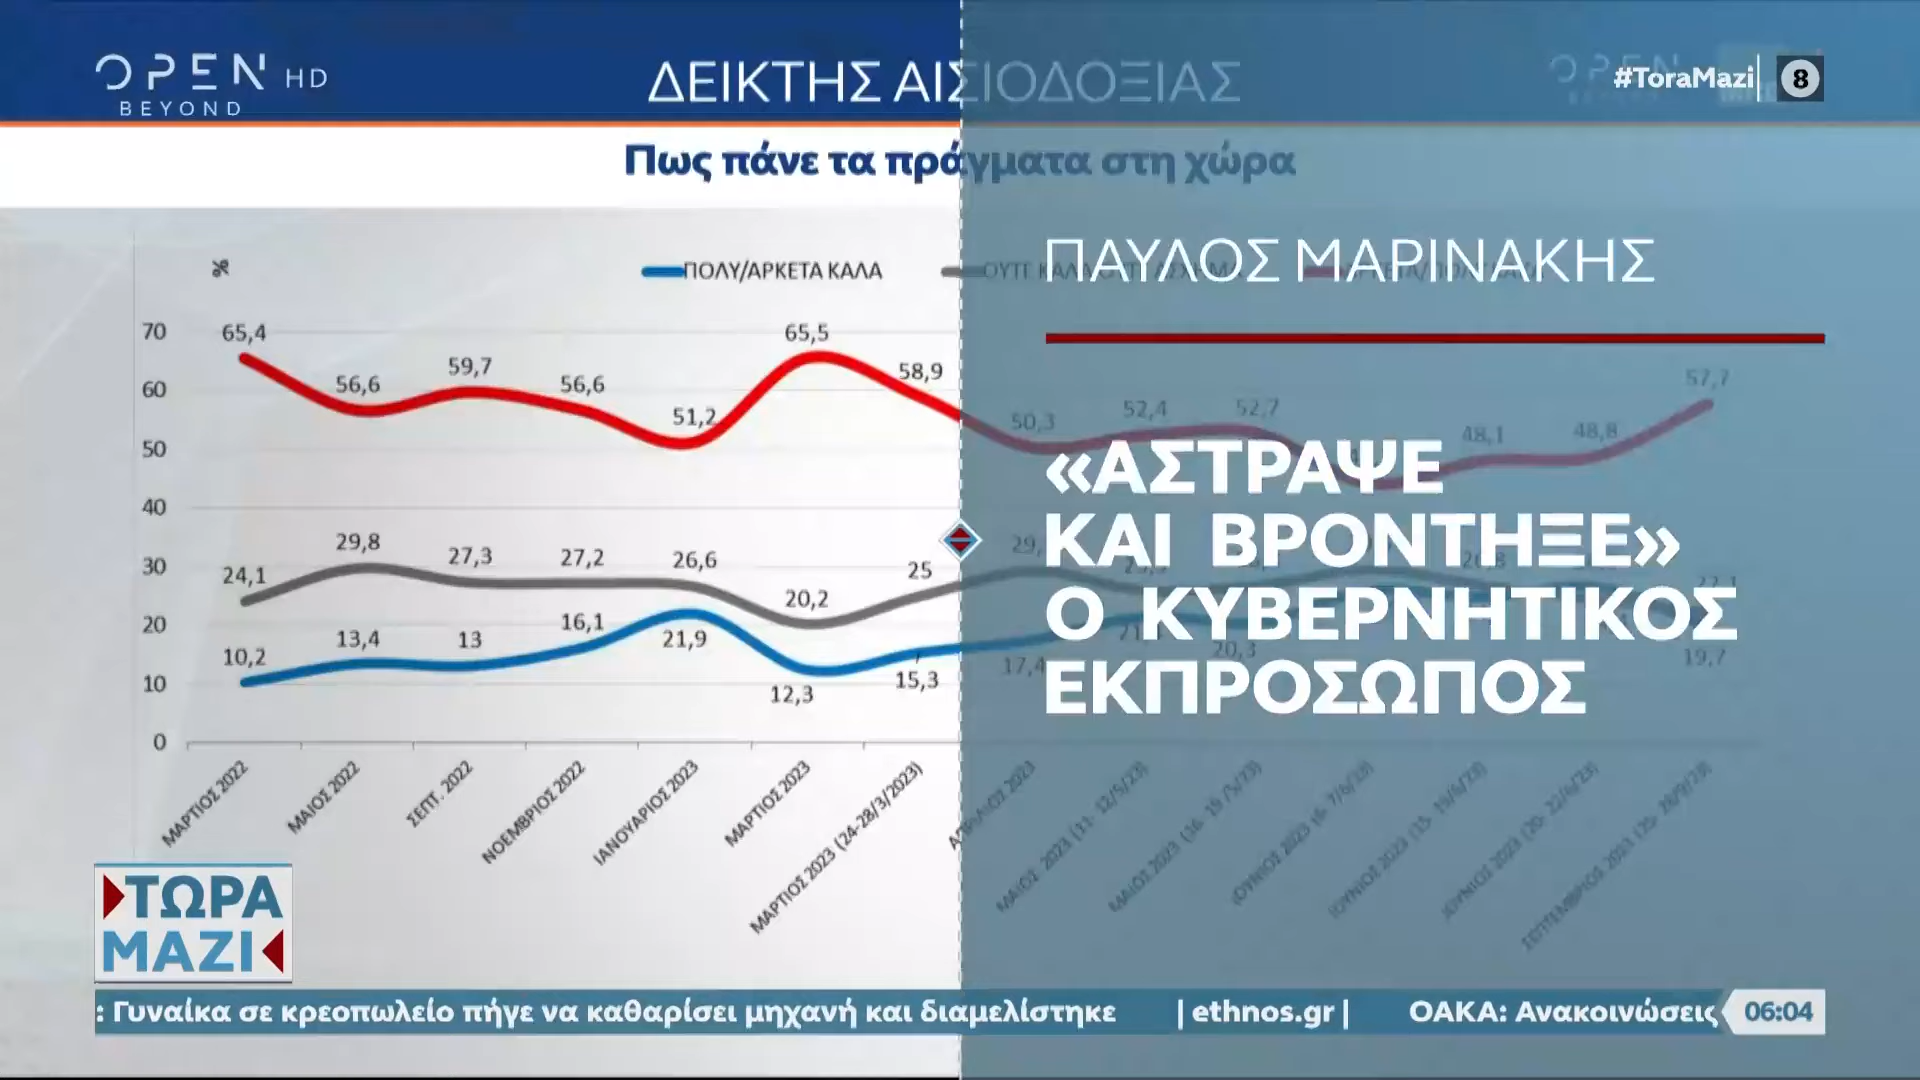 OPEN HD
BEYOND
ΔΕΙΚΤΗΣ ΑΙΣΙΟΔΟΞΙΑΣ
#ToraMazi
8
Πως πάνε τα πράγματα στη χώρα
ΠΑΥΛΟΣ ΜΑΡΙΝΑΚΗΣ
%
ΠΟΛΥ/ΑΡΚΕΤΑ ΚΑΛΑ
«ΑΣΤΡΑΨΕ
ΚΑΙ ΒΡΟΝΤΗΞΕ»
Ο ΚΥΒΕΡΝΗΤΙΚΟΣ
ΕΚΠΡΟΣΩΠΟΣ
70
60
50
40
30
20
10
0
65,4
56,6
59,7
56,6
51,2
65,5
58,9
50,3
52,4
52,7
48,1
48,8
57,7
24,1
29,8
27,3
27,2
26,6
20,2
25
10,2
13,4
13
16,1
21,9
12,3
15,3
17,4
20,3
19,7
ΜΑΡΤΙΟΣ 2022
ΜΑΙΟΣ 2022
ΣΕΠΤ. 2022
ΝΟΕΜΒΡΙΟΣ 2022
ΙΑΝΟΥΑΡΙΟΣ 2023
ΜΑΡΤΙΟΣ 2023
ΜΑΡΤΙΟΣ 2023 (24-28/3/2023)
ΤΩΡΑ
ΜΑΖΙ
: Γυναίκα σε κρεοπωλείο πήγε να καθαρίσει μηχανή και διαμελίστηκε | ethnos.gr | ΟΑΚΑ: Ανακοινώσεις
06:04